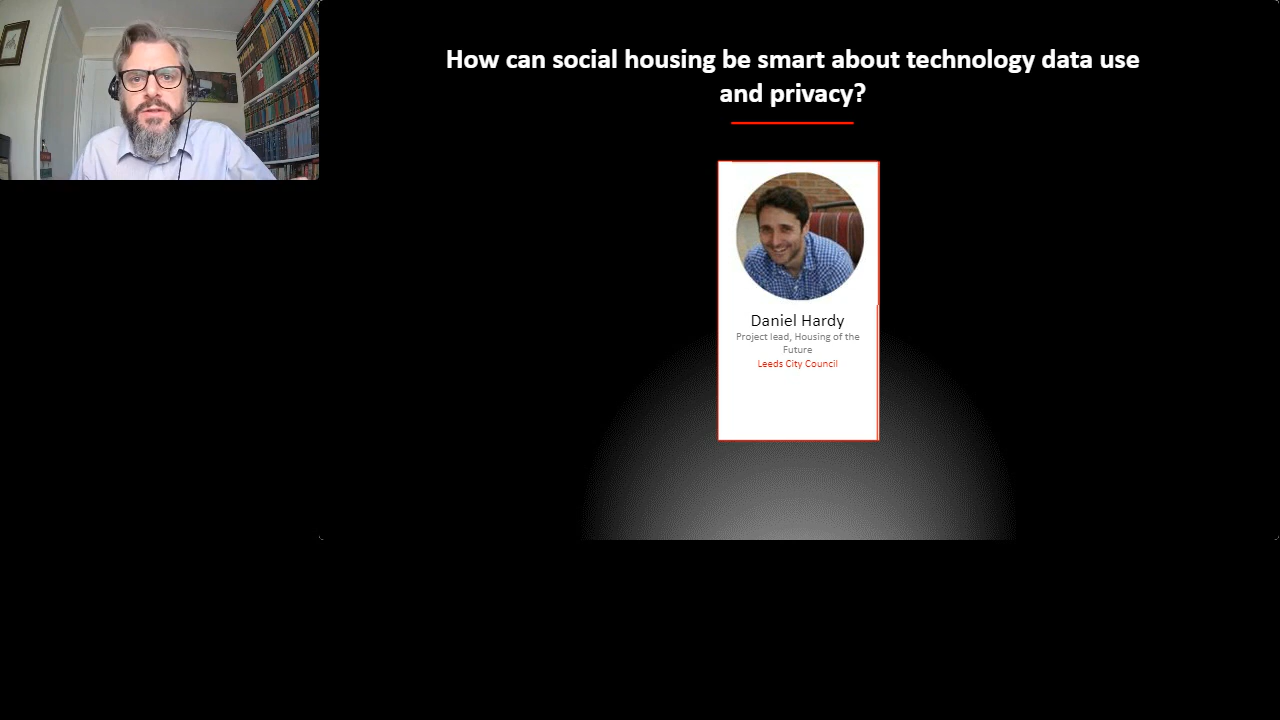 How can social housing be smart about technology data use
and privacy?
Daniel Hardy
Project lead, Housing of the
Future
Leeds City Council